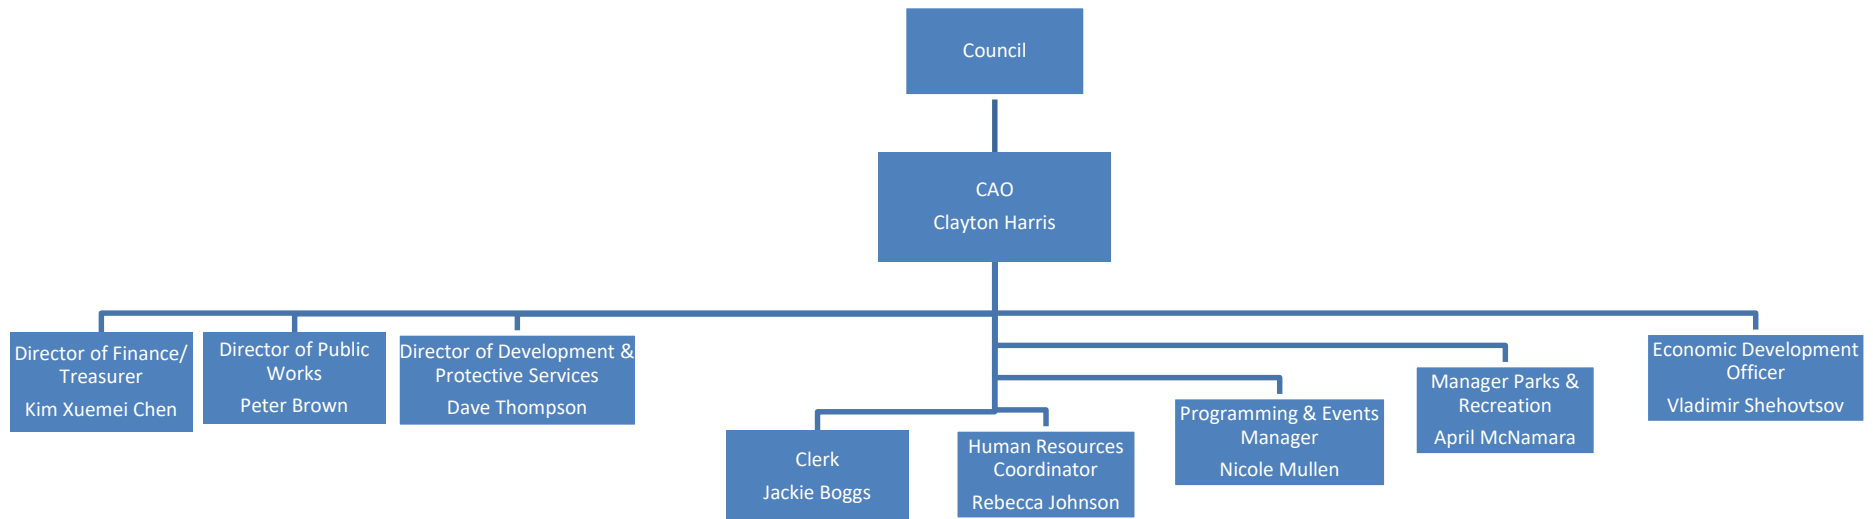 Council
CAO
Clayton Harris
Director of Finance/
Treasurer
Kim Xuemei Chen
Director of Public
Works
Peter Brown
Director of Development &
Protective Services
Dave Thompson
Clerk
Jackie Boggs
Human Resources
Coordinator
Rebecca Johnson
Programming & Events
Manager
Nicole Mullen
Manager Parks &
Recreation
April McNamara
Economic Development
Officer
Vladimir Shehovtsov